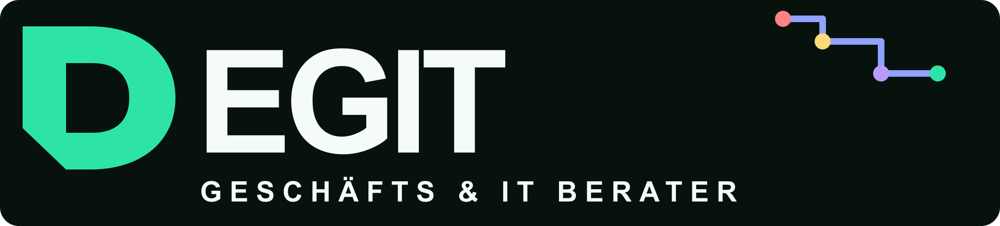 DEGIT
GESCHÄFTS & IT BERATER